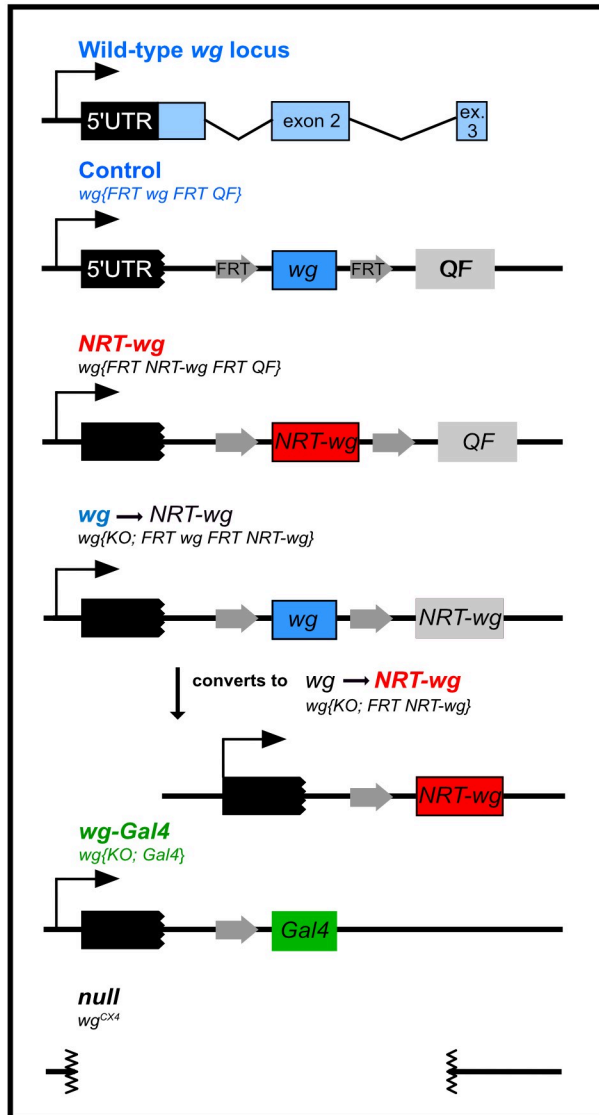 Wild-type wg locus
5'UTR
exon 2
ex.
3
Control
wg{FRT wg FRT QF}
5'UTR
FRT
wg
FRT
QF
NRT-wg
wg{FRT NRT-wg FRT QF}
NRT-wg
QF
wg → NRT-wg
wg{KO; FRT wg FRT NRT-wg}
wg
NRT-wg
converts to
wg → NRT-wg
wg{KO; FRT NRT-wg}
NRT-wg
wg-Gal4
wg{KO; Gal4}
Gal4
null
wgCX4